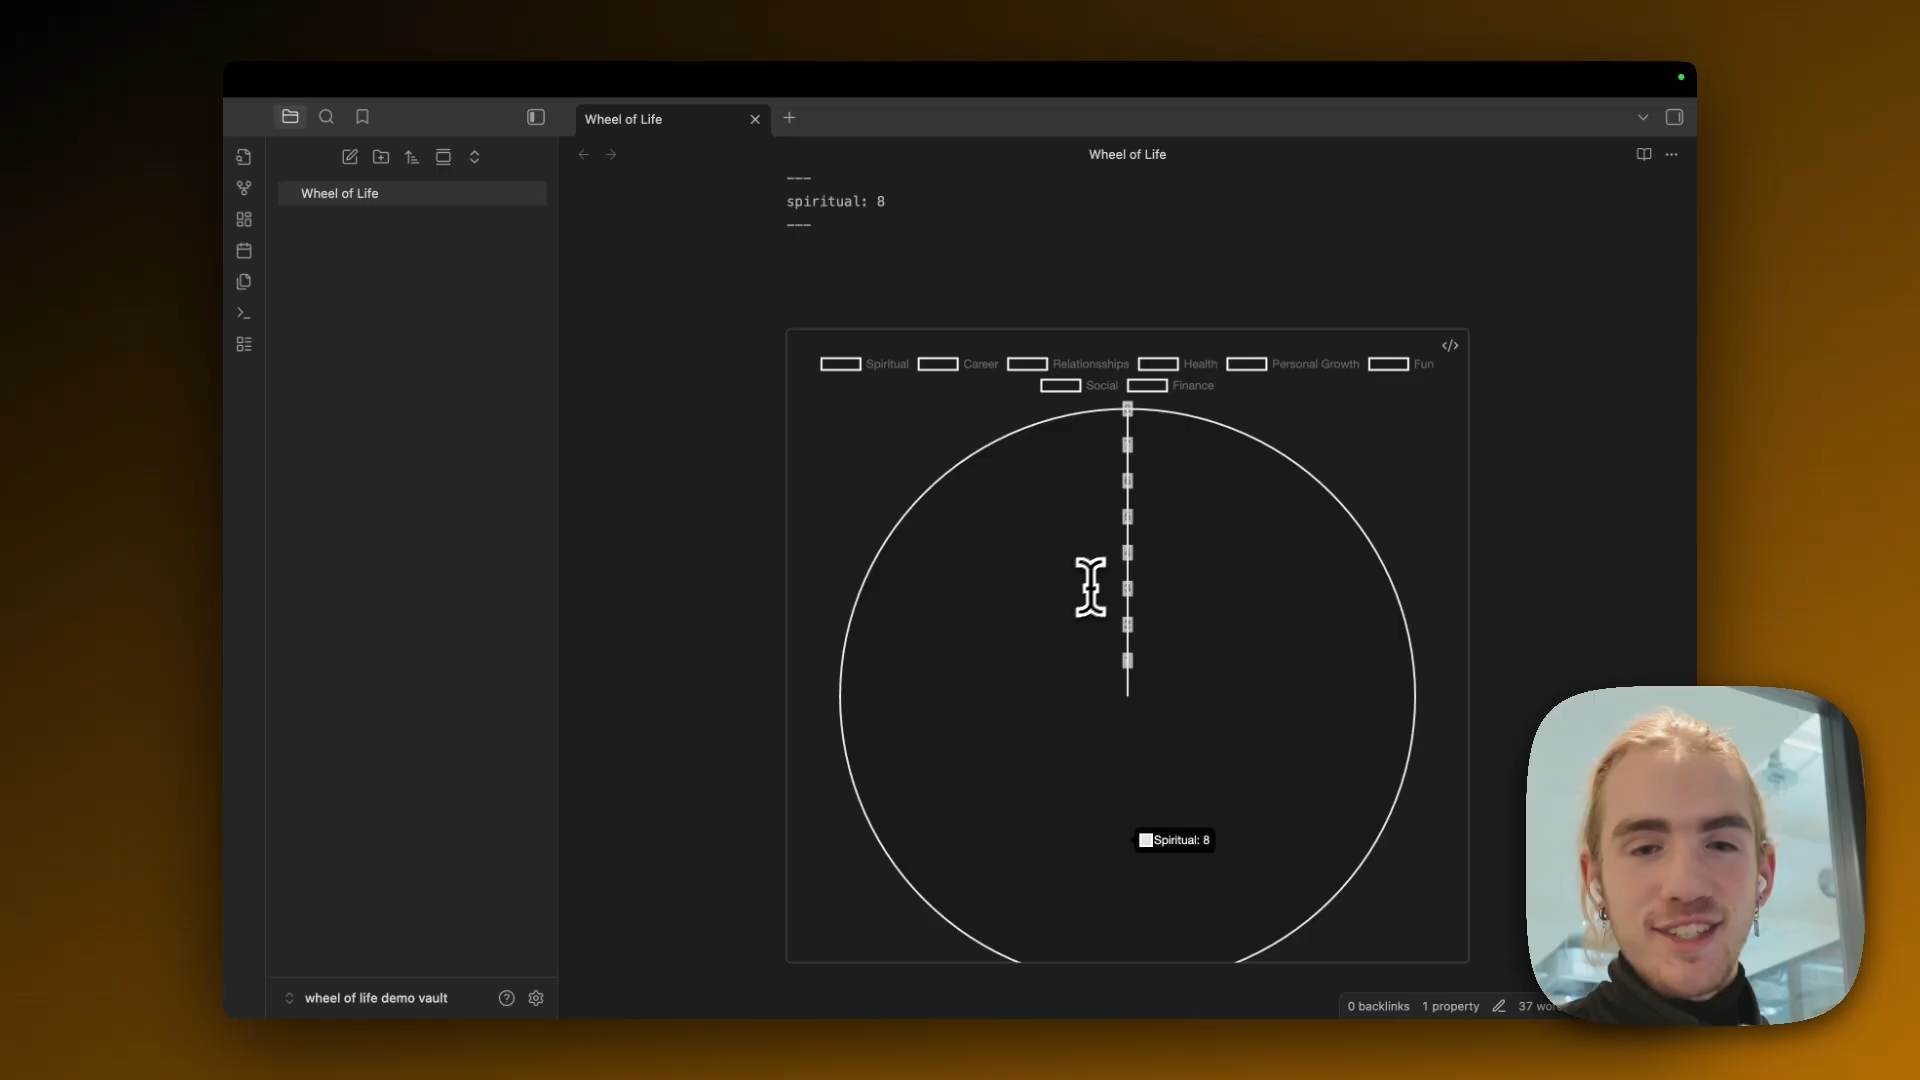 Wheel of Life
Wheel of Life
Wheel of Life
---
spiritual: 8
---
Spiritual Career Relationsships Health Personal Growth Fun
Social Finance
Spiritual: 8
wheel of life demo vault
0 backlinks 1 property 37